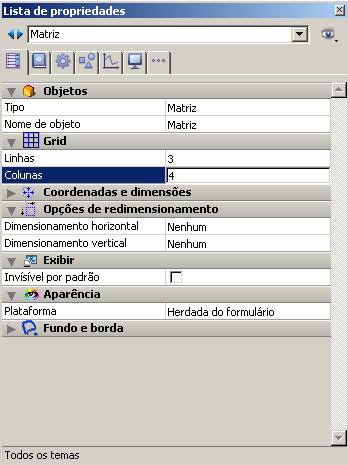 Lista de propriedades
Matriz
Objetos
Tipo Matriz
Nome de objeto Matriz
Grid
Linhas 3
Colunas 4
Coordenadas e dimensões
Opções de redimensionamento
Dimensionamento horizontal Nenhum
Dimensionamento vertical Nenhum
Exibir
Invísível por padrão
Aparência
Plataforma Herdada do formulário
Fundo e borda
Todos os temas